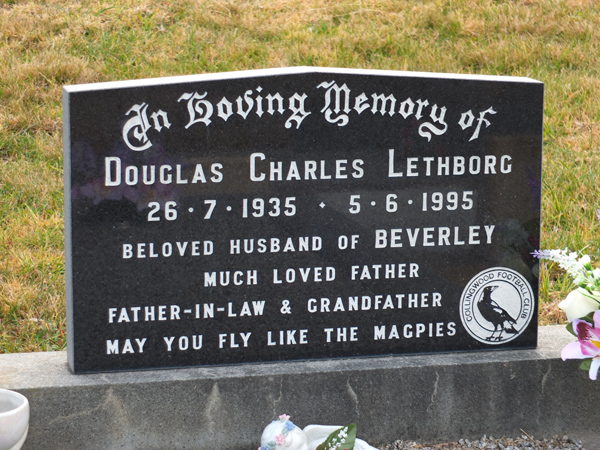 In Loving Memory of
DOUGLAS CHARLES LETHBORG
26·7·1935 · 5·6·1995
BELOVED HUSBAND OF BEVERLEY
MUCH LOVED FATHER
FATHER-IN-LAW & GRANDFATHER
MAY YOU FLY LIKE THE MAGPIES
COLLINGWOOD FOOTBALL CLUB